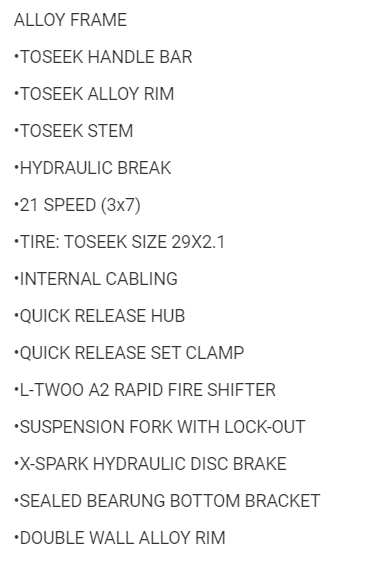 ALLOY FRAME
•TOSEEK HANDLE BAR
•TOSEEK ALLOY RIM
•TOSEEK STEM
•HYDRAULIC BREAK
•21 SPEED (3x7)
•TIRE: TOSEEK SIZE 29X2.1
•INTERNAL CABLING
•QUICK RELEASE HUB
•QUICK RELEASE SET CLAMP
•L-TWOO A2 RAPID FIRE SHIFTER
•SUSPENSION FORK WITH LOCK-OUT
•X-SPARK HYDRAULIC DISC BRAKE
•SEALED BEARUNG BOTTOM BRACKET
•DOUBLE WALL ALLOY RIM